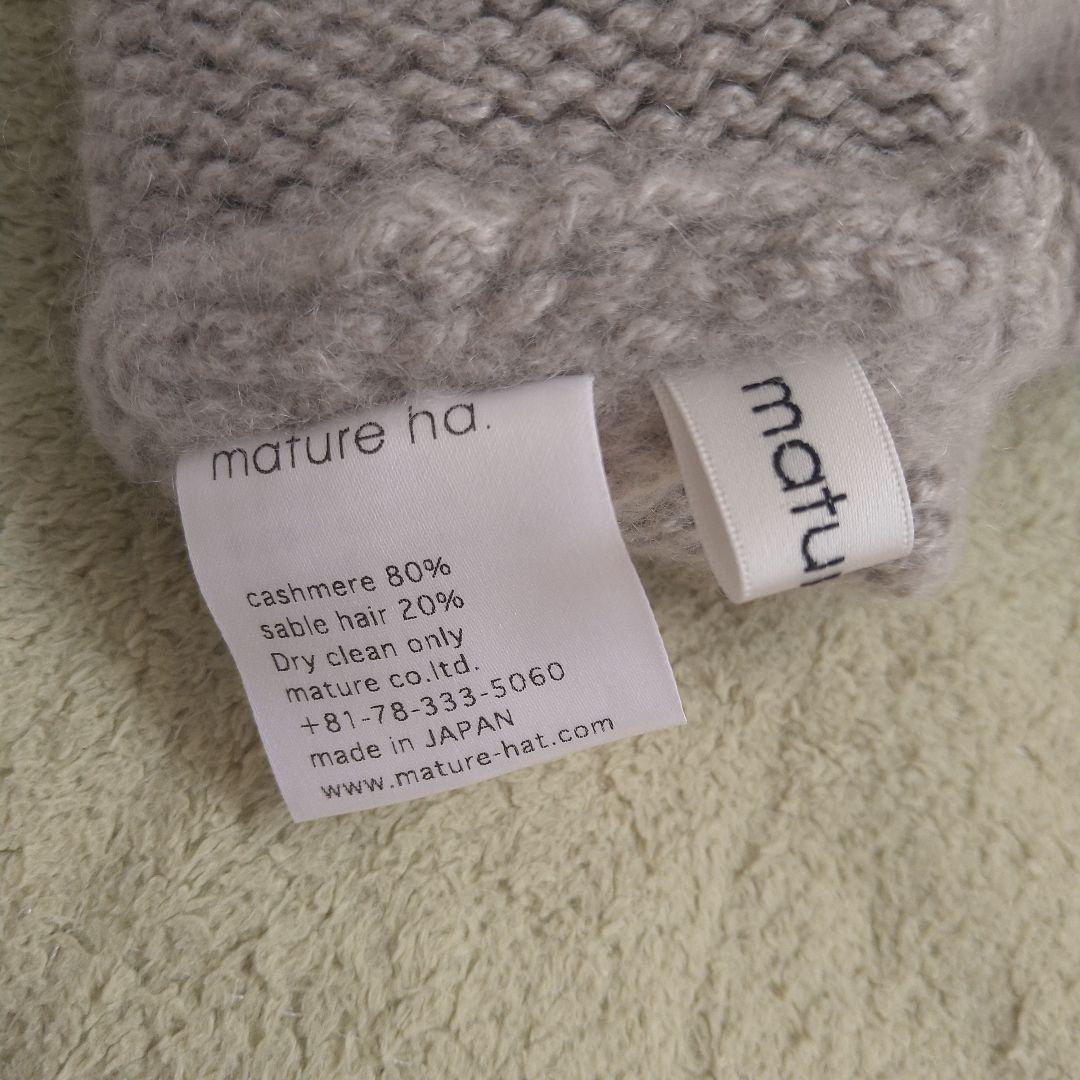 mature ha.
cashmere 80%
sable hair 20%
Dry clean only
mature co.ltd.
+81-78-333-5060
made in JAPAN
www.mature-hat.com
matu